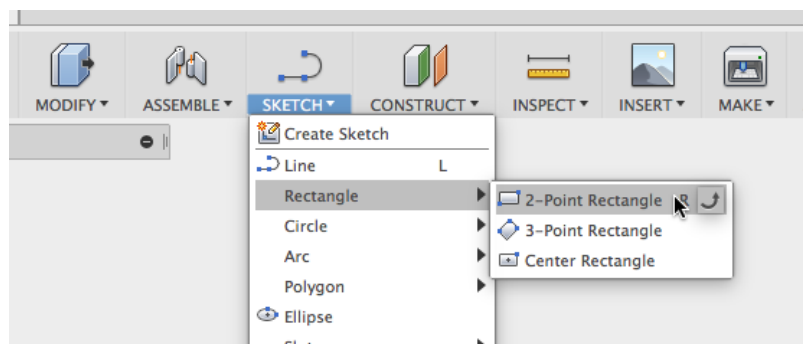 MODIFY ASSEMBLE SKETCH CONSTRUCT INSPECT INSERT MAKE
Create Sketch
Line L
Rectangle
2-Point Rectangle R
Circle
3-Point Rectangle
Arc
Center Rectangle
Polygon
Ellipse